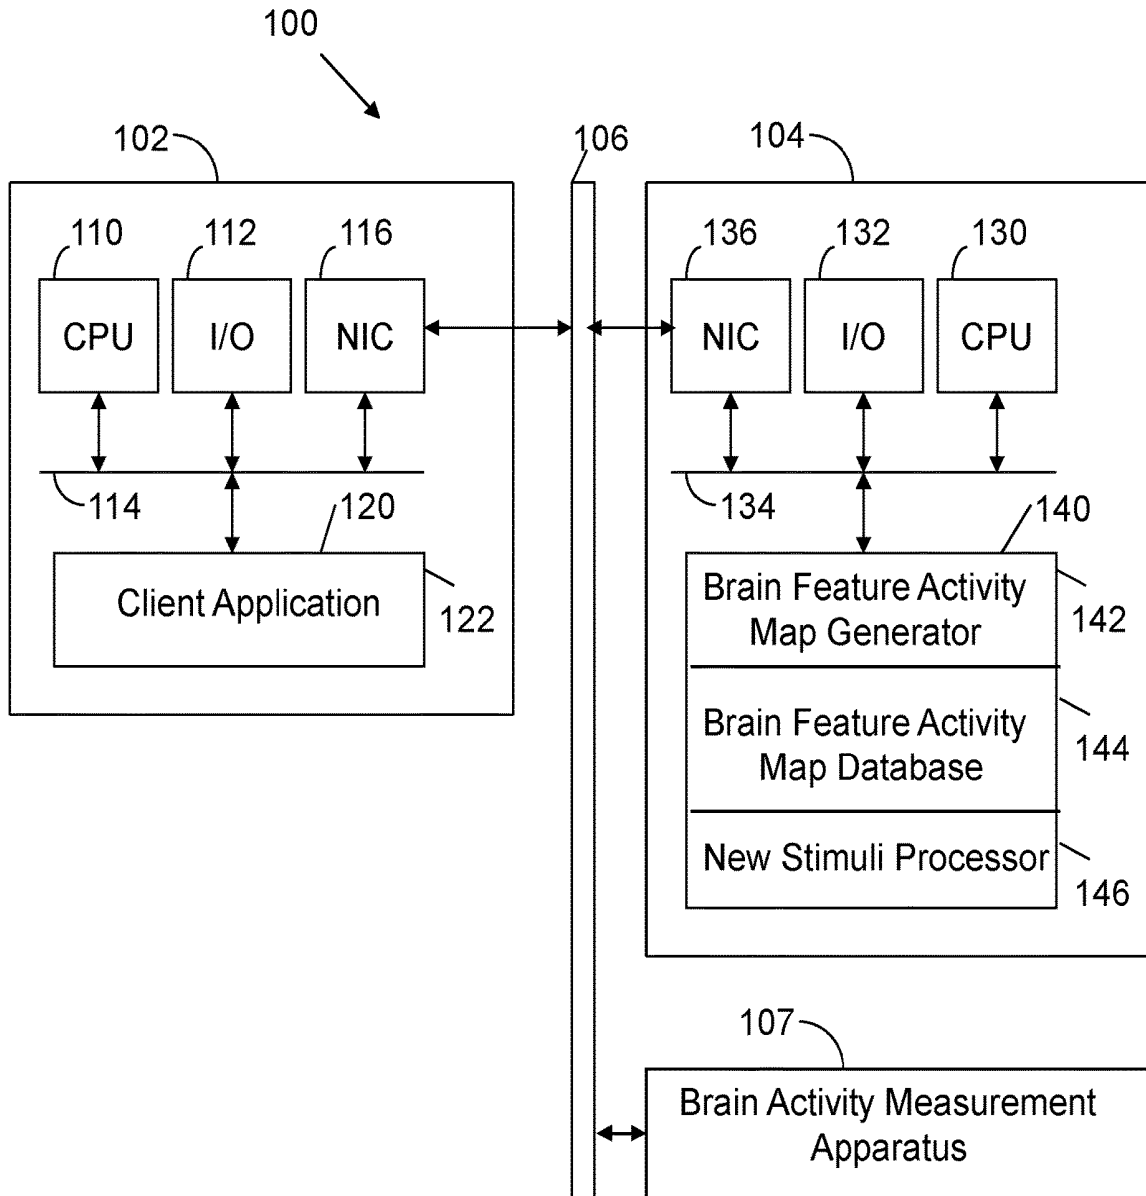 100
102
106
104
110
112
116
136
132
130
CPU
I/O
NIC
NIC
I/O
CPU
114
120
134
140
Client Application
122
Brain Feature Activity
Map Generator
142
Brain Feature Activity
Map Database
144
New Stimuli Processor
146
107
Brain Activity Measurement
Apparatus